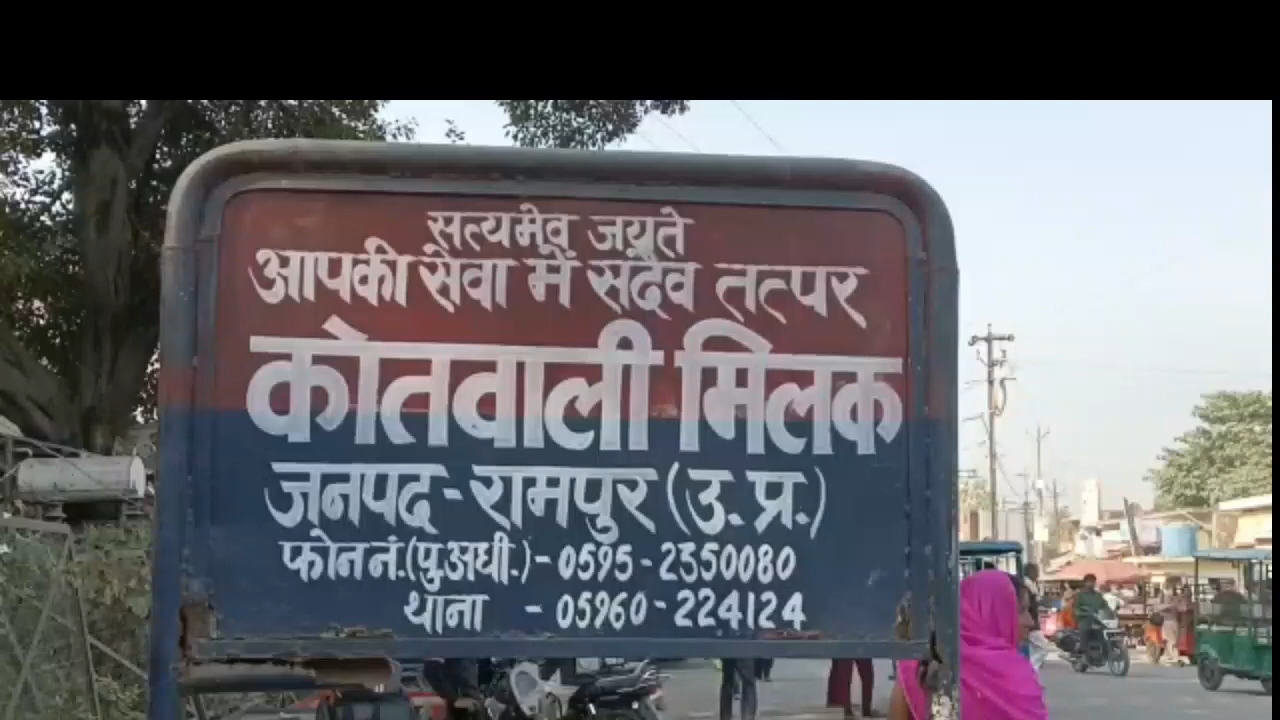 सत्यमेव जयते
आपकी सेवा में सदैव तत्पर
कोतवाली मिलक
जनपद-रामपुर (उ.प्र.)
फोन नं.(पु.अधी.)-0595-2350080
थाना - 05960-224124